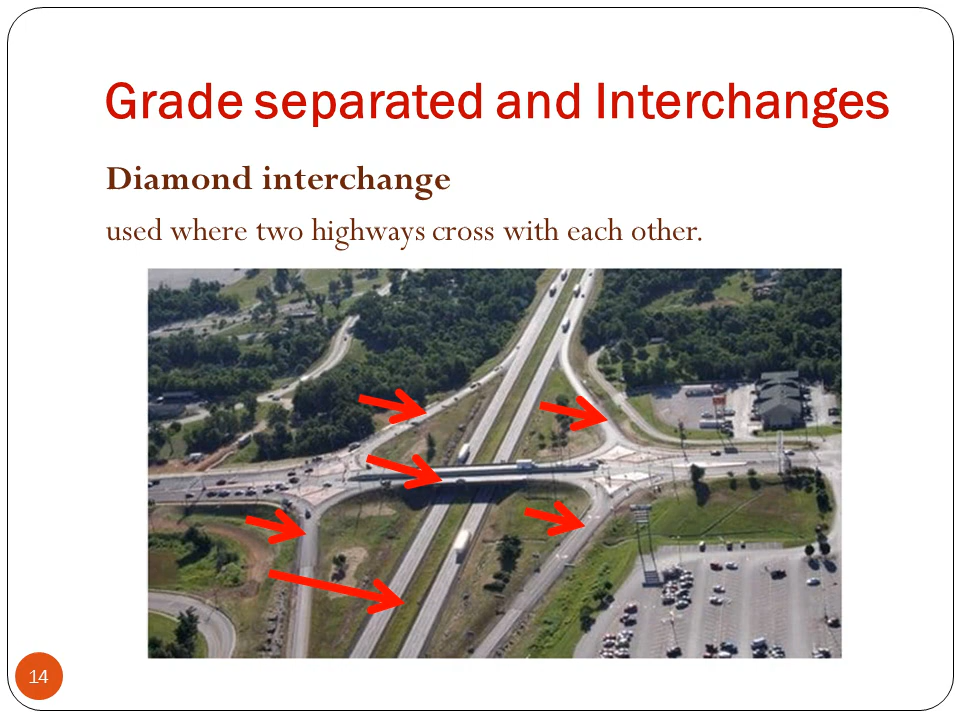 Grade separated and Interchanges
Diamond interchange
used where two highways cross with each other.
14